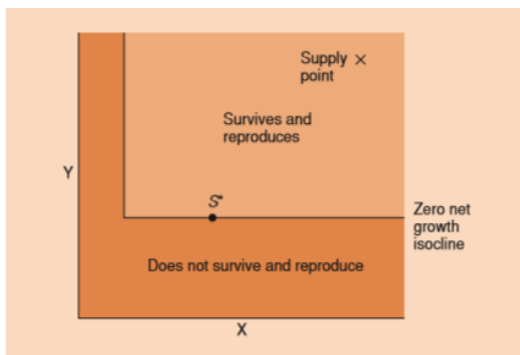 Supply ×
point
Survives and
reproduces
Y
S*
Zero net
growth
isocline
Does not survive and reproduce
X